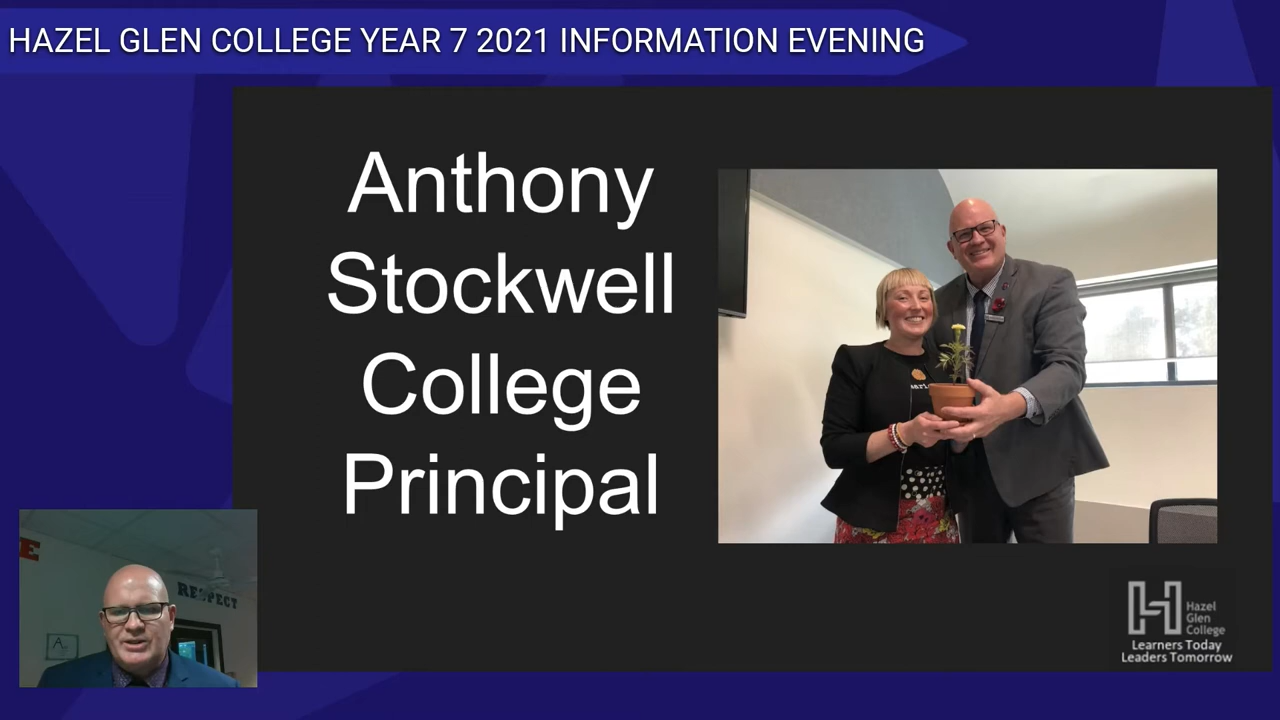 HAZEL GLEN COLLEGE YEAR 7 2021 INFORMATION EVENING
Anthony
Stockwell
College
Principal
RESPECT
Hazel
Glen
College
Learners Today
Leaders Tomorrow